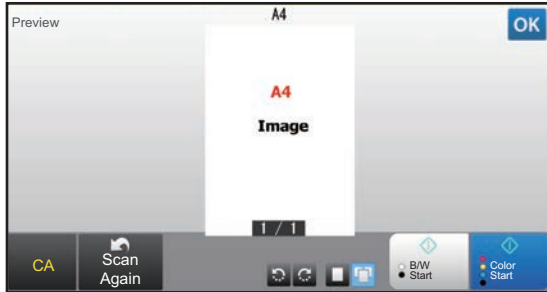 Preview
A4
OK
A4
Image
1 / 1
CA
Scan
Again
B/W
Start
Color
Start